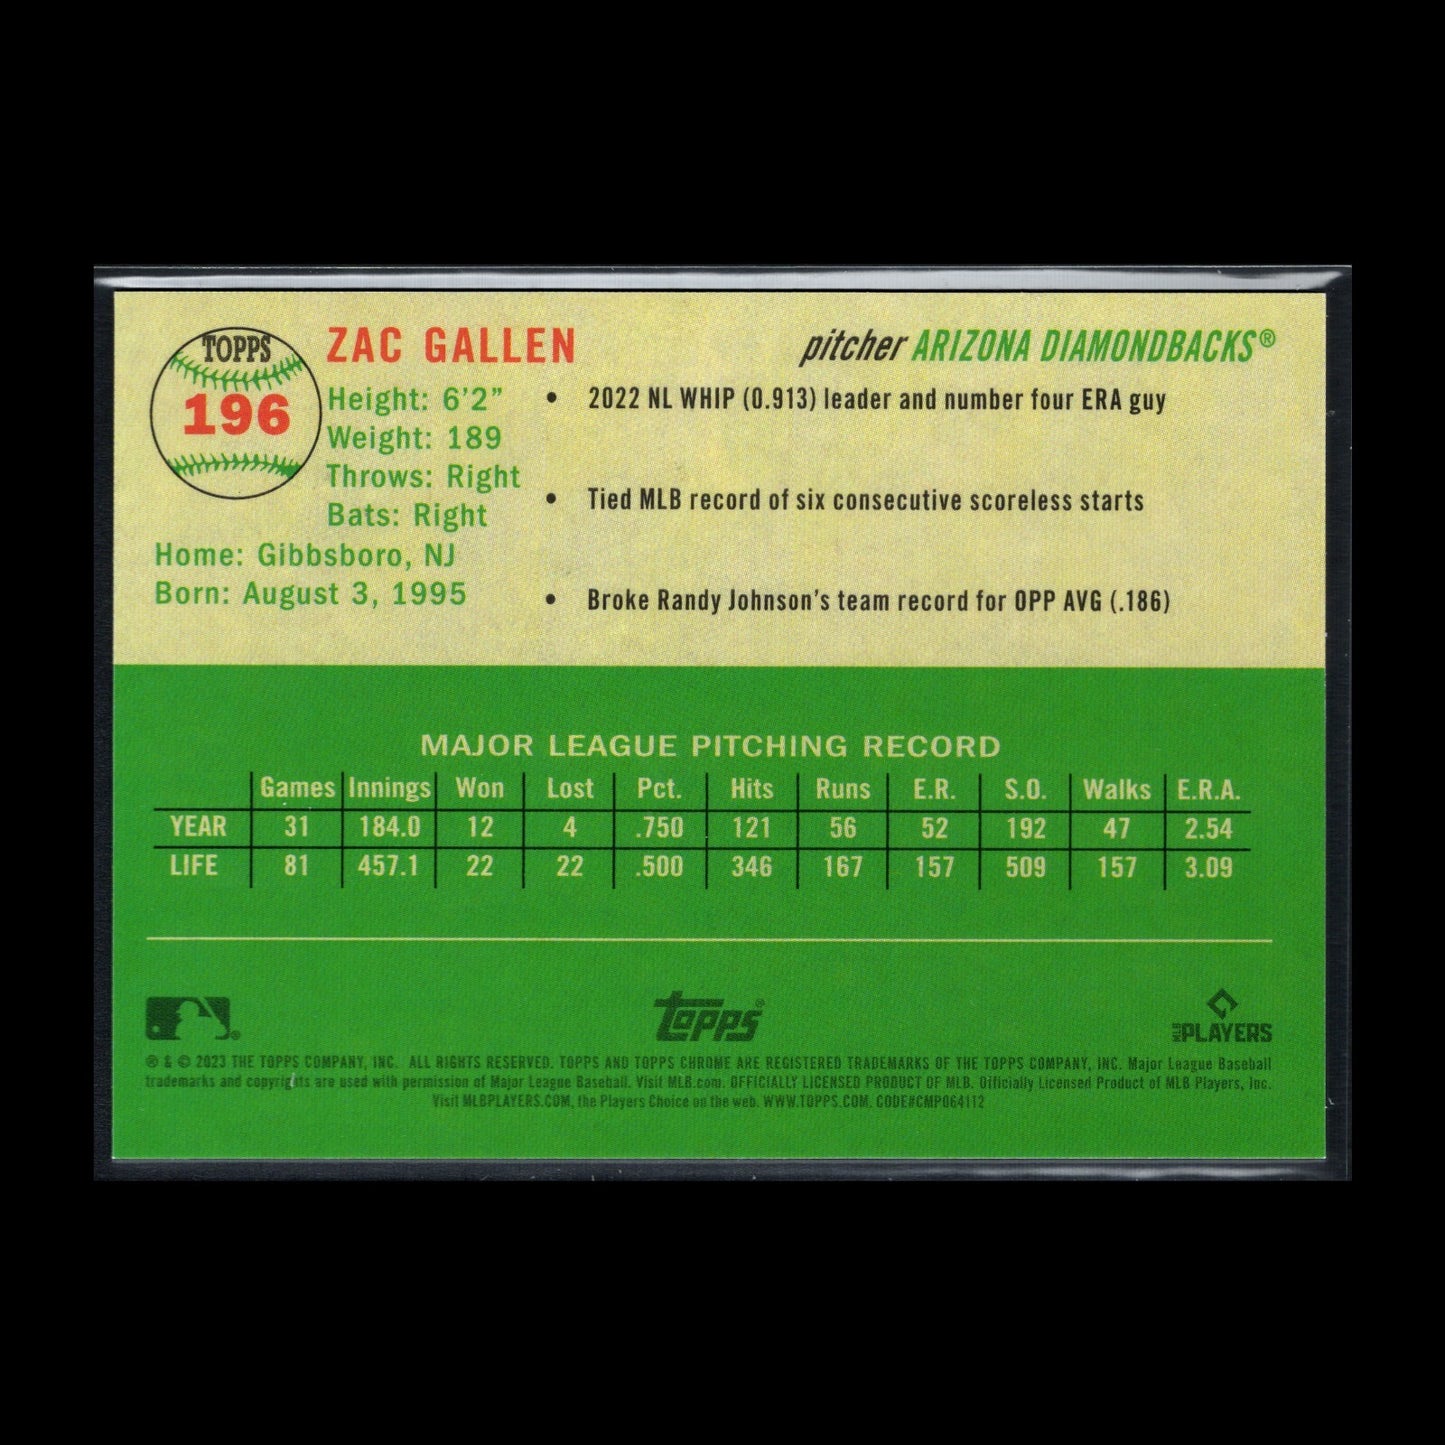 TOPPS
196
ZAC GALLEN
pitcher ARIZONA DIAMONDBACKS®
Height: 6'2"
Weight: 189
Throws: Right
Bats: Right
Home: Gibbsboro, NJ
Born: August 3, 1995
• 2022 NL WHIP (0.913) leader and number four ERA guy
• Tied MLB record of six consecutive scoreless starts
• Broke Randy Johnson's team record for OPP AVG (.186)
MAJOR LEAGUE PITCHING RECORD
Games Innings Won Lost Pct. Hits Runs E.R. S.O. Walks E.R.A.
YEAR 31 184.0 12 4 .750 121 56 52 192 47 2.54
LIFE 81 457.1 22 22 .500 346 167 157 509 157 3.09
Topps®
MLB PLAYERS
® & © 2023 THE TOPPS COMPANY, INC. ALL RIGHTS RESERVED. TOPPS AND TOPPS CHROME ARE REGISTERED TRADEMARKS OF THE TOPPS COMPANY, INC. Major League Baseball
trademarks and copyrights are used with permission of Major League Baseball. Visit MLB.com. OFFICIALLY LICENSED PRODUCT OF MLB. Officially Licensed Product of MLB Players, Inc.
Visit MLBPLAYERS.COM, the Players Choice on the web. WWW.TOPPS.COM. CODE#CMP064112